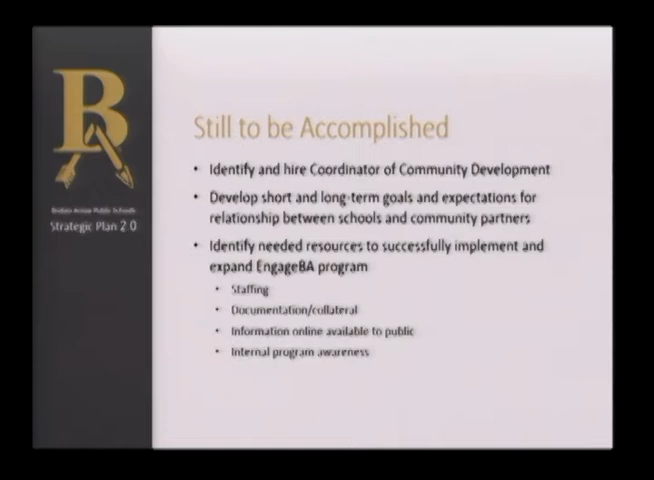 BA
Broken Arrow Public Schools
Strategic Plan 2.0
Still to be Accomplished
• Identify and hire Coordinator of Community Development
• Develop short and long-term goals and expectations for
relationship between schools and community partners
• Identify needed resources to successfully implement and
expand EngageBA program
• Staffing
• Documentation/collateral
• Information online available to public
• Internal program awareness